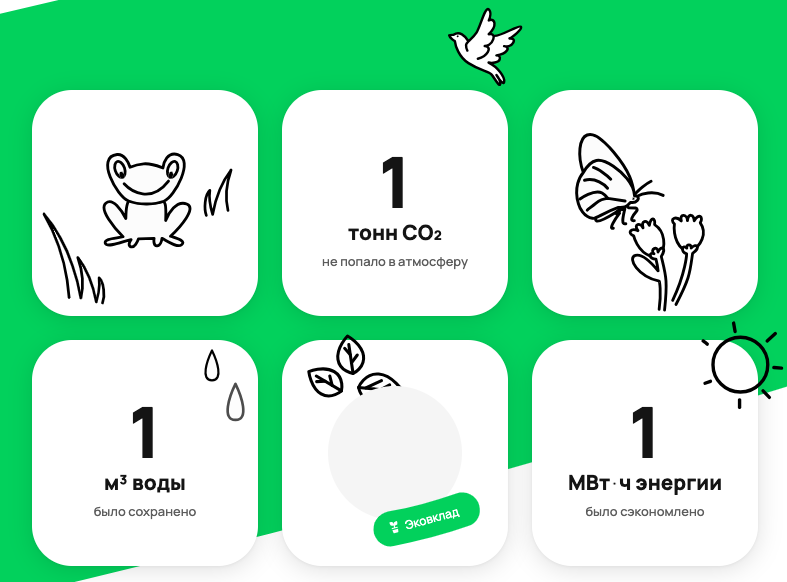 1
тонн CO₂
не попало в атмосферу
1
м³ воды
было сохранено
Эковклад
1
МВт·ч энергии
было сэкономлено